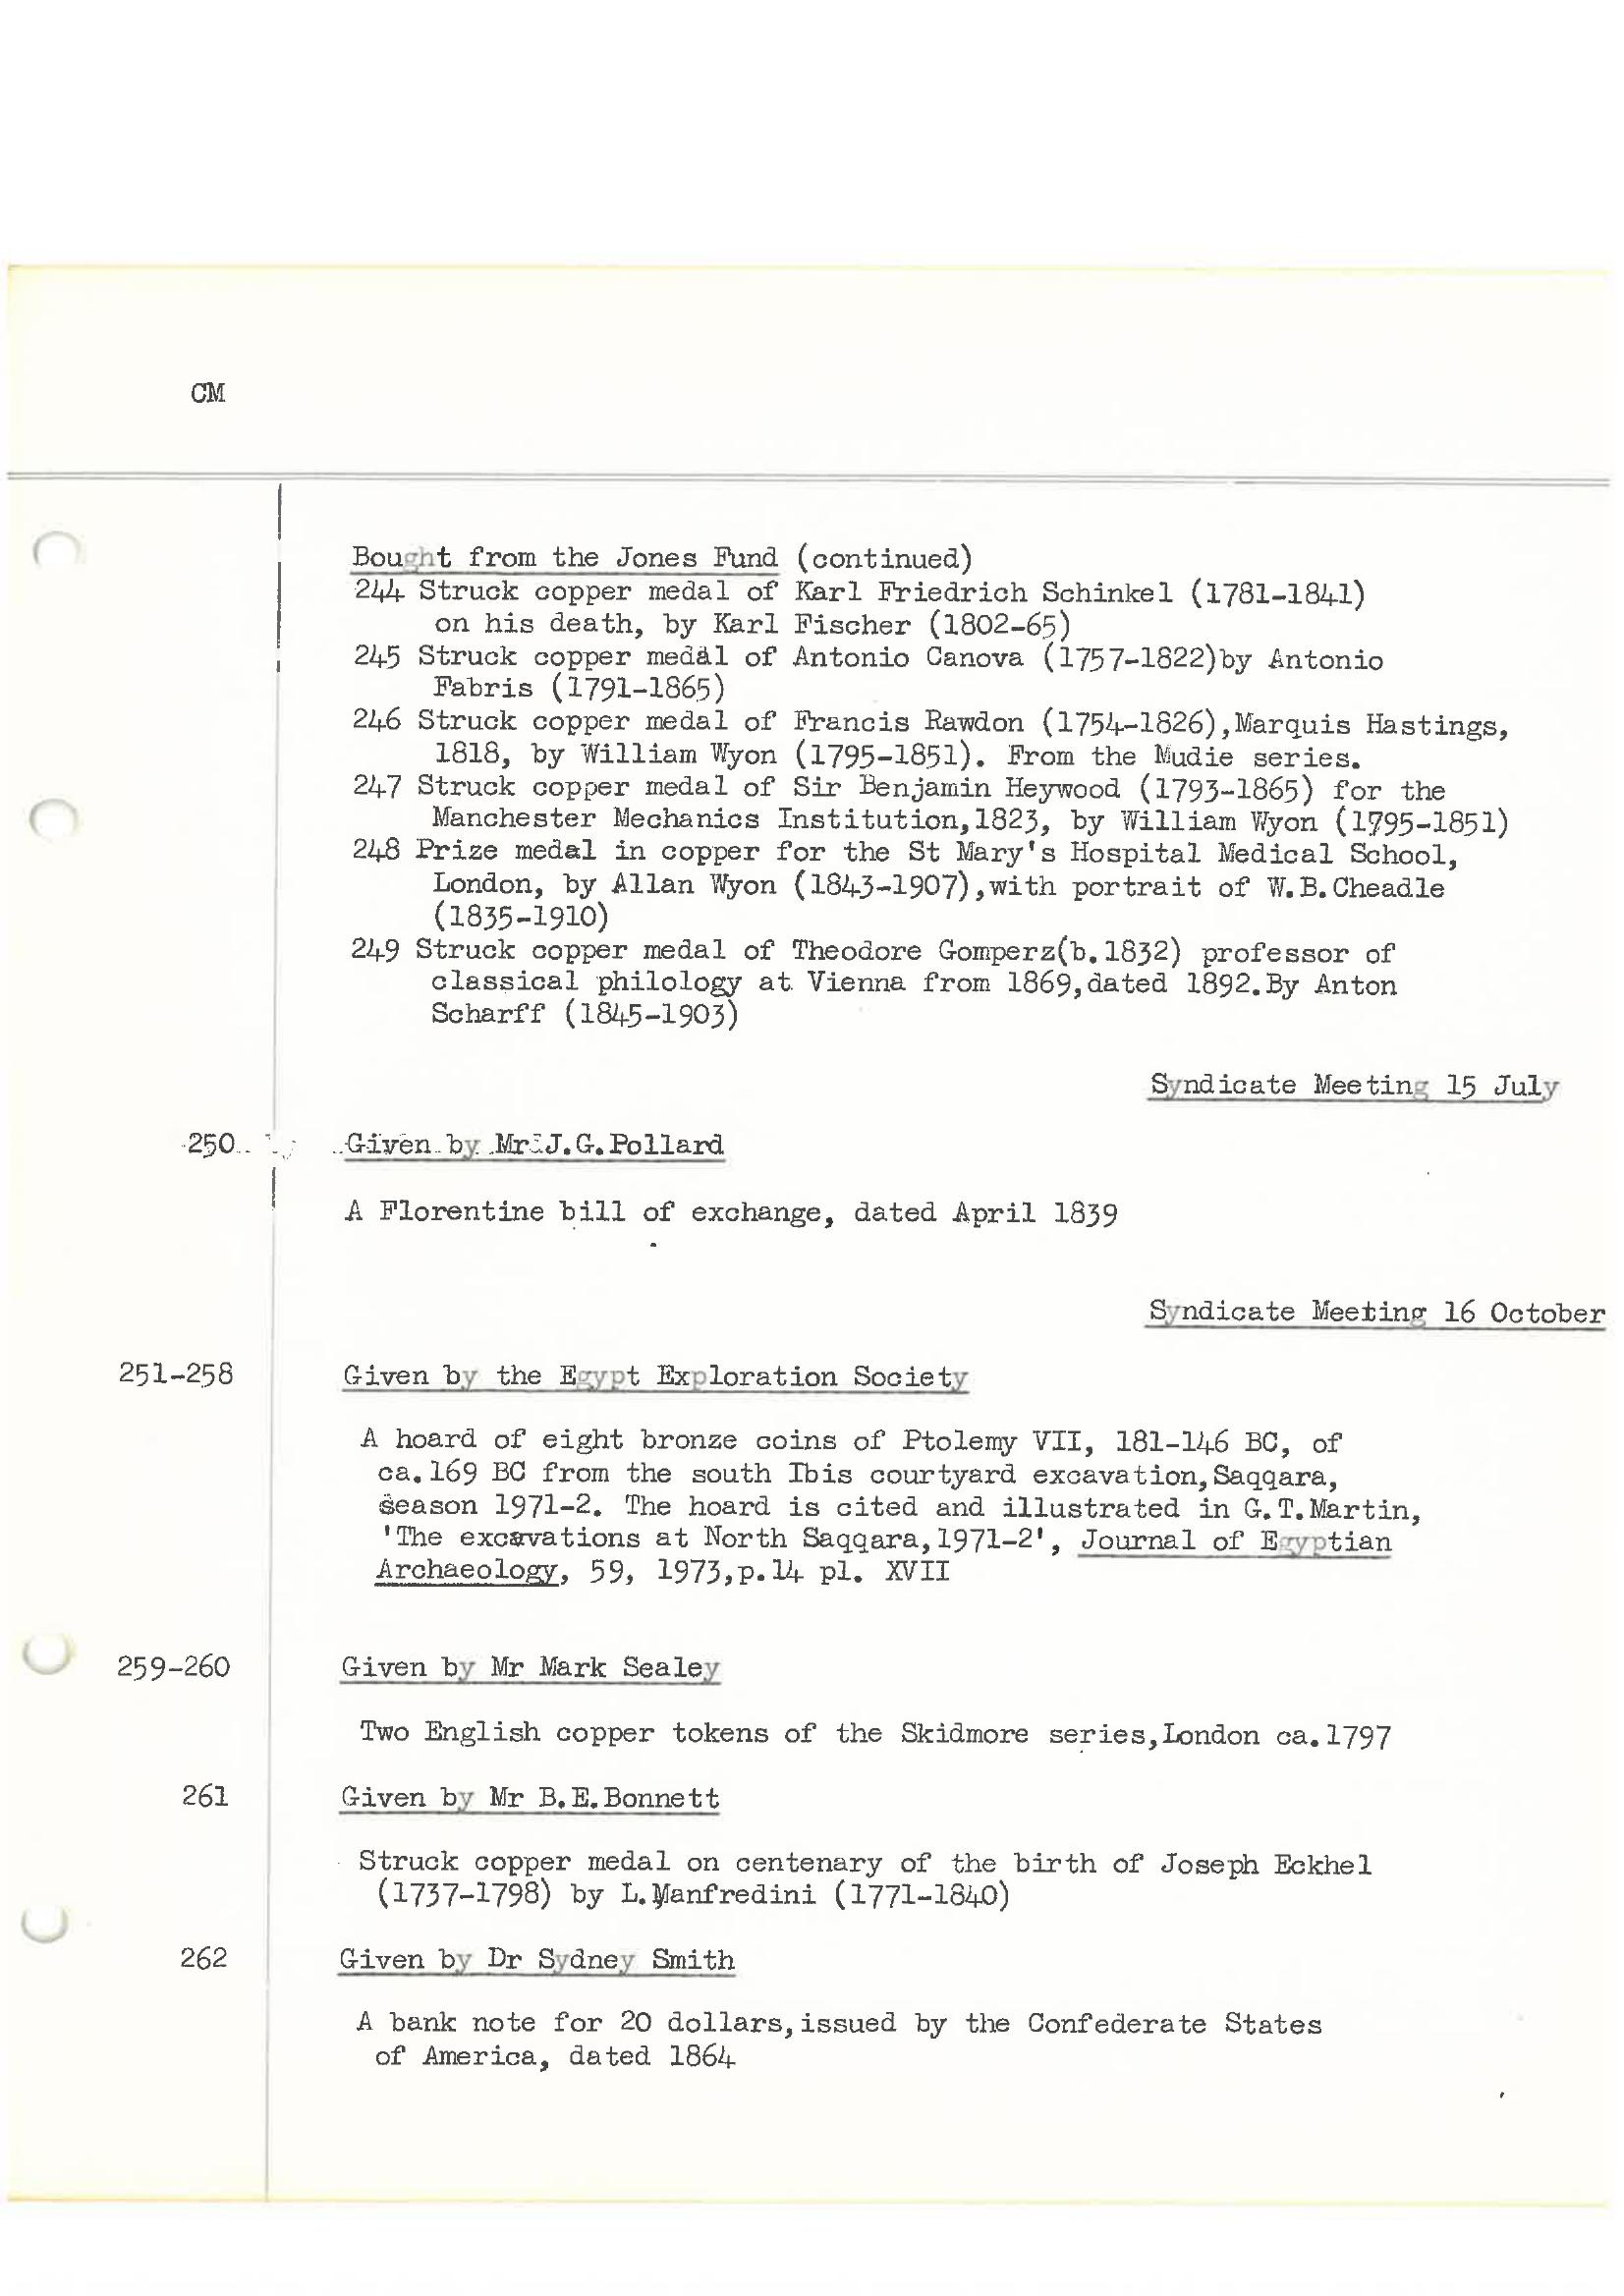 CM
Bought from the Jones Fund (continued)
244 Struck copper medal of Karl Friedrich Schinkel (1781-1841)
on his death, by Karl Fischer (1802-65)
245 Struck copper medal of Antonio Canova (1757-1822)by Antonio
Fabris (1791-1865)
246 Struck copper medal of Francis Rawdon (1754-1826),Marquis Hastings,
1818, by William Wyon (1795-1851). From the Mudie series.
247 Struck copper medal of Sir Benjamin Heywood (1793-1865) for the
Manchester Mechanics Institution,1823, by William Wyon (1795-1851)
248 Prize medal in copper for the St Mary's Hospital Medical School,
London, by Allan Wyon (1843-1907),with portrait of W.B.Cheadle
(1835-1910)
249 Struck copper medal of Theodore Gomperz(b.1832) professor of
classical philology at Vienna from 1869,dated 1892.By Anton
Scharff (1845-1903)
Syndicate Meeting 15 July
250 Given by Mr J.G.Pollard
A Florentine bill of exchange, dated April 1839
Syndicate Meeting 16 October
251-258 Given by the Egypt Exploration Society
A hoard of eight bronze coins of Ptolemy VII, 181-146 BC, of
ca.169 BC from the south Ibis courtyard excavation,Saqqara,
season 1971-2. The hoard is cited and illustrated in G.T.Martin,
'The excavations at North Saqqara,1971-2', Journal of Egyptian
Archaeology, 59, 1973,p.14 pl. XVII
259-260 Given by Mr Mark Sealey
Two English copper tokens of the Skidmore series,London ca.1797
261 Given by Mr B.E.Bonnett
Struck copper medal on centenary of the birth of Joseph Eckhel
(1737-1798) by L.Manfredini (1771-1840)
262 Given by Dr Sydney Smith
A bank note for 20 dollars,issued by the Confederate States
of America, dated 1864